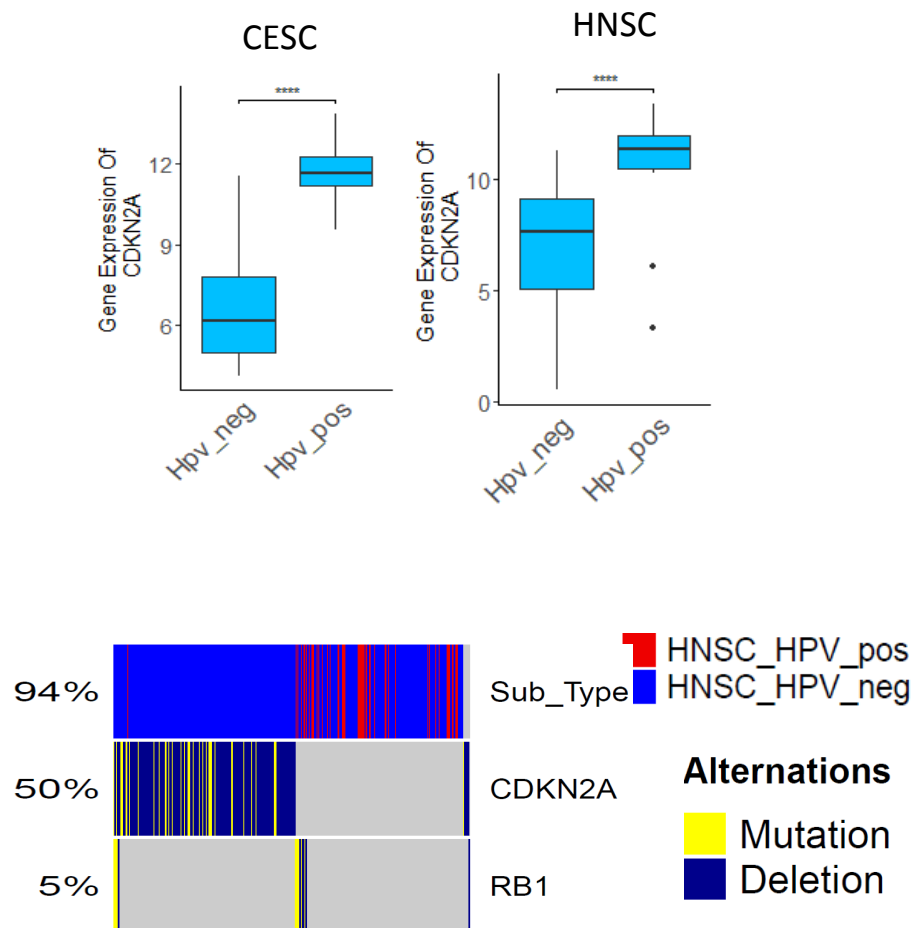 CESC
HNSC
****
****
Gene Expression Of
CDKN2A
12
9
6
Hpv_neg
Hpv_pos
Gene Expression Of
CDKN2A
10
5
0
Hpv_neg
Hpv_pos
94%
Sub_Type
HNSC_HPV_pos
HNSC_HPV_neg
50%
CDKN2A
Alternations
Mutation
Deletion
5%
RB1